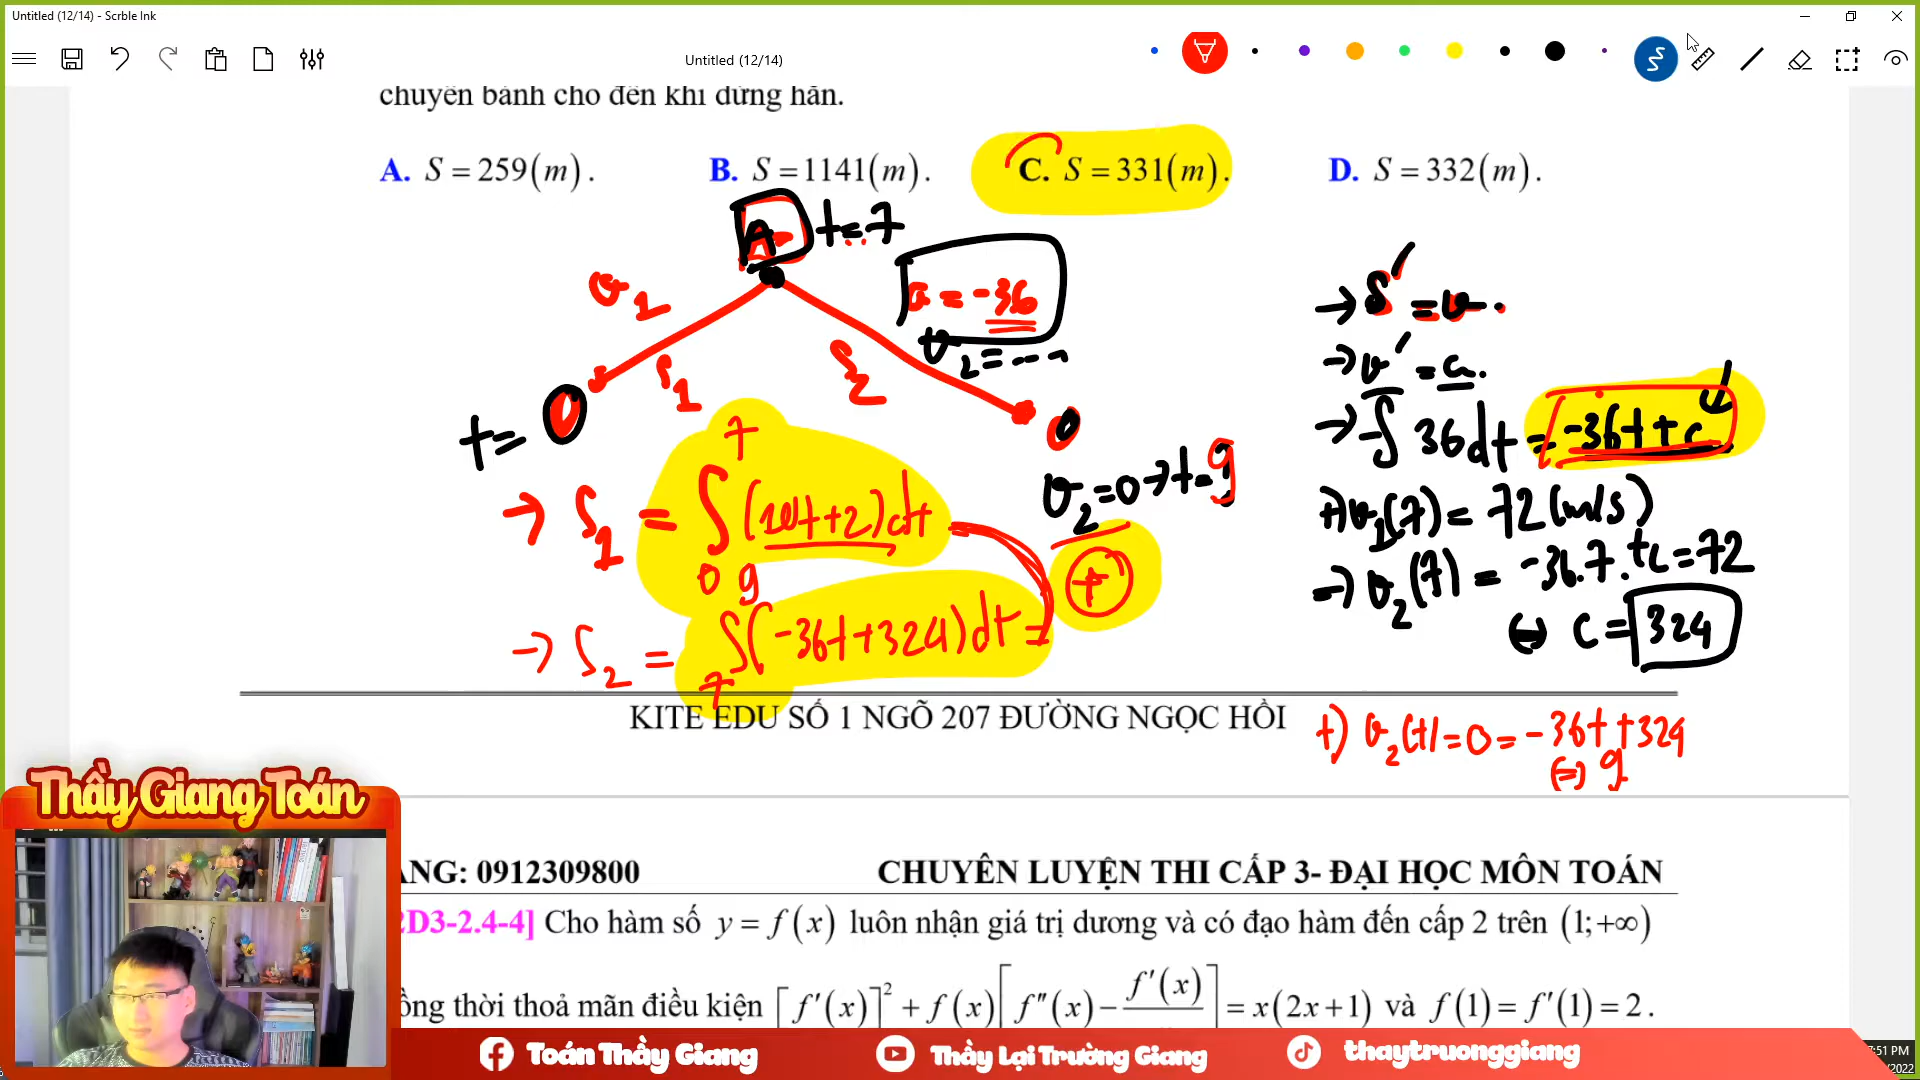 Untitled (12/14) - Scrble Ink
Untitled (12/14)
chuyển bánh cho đến khi dừng hẳn.
A. S = 259(m). B. S = 1141(m). C. S = 331(m). D. S = 332(m).
A t = 7
v1
a = -36
v2 = ...
S1 S2
t = 0
v2 = 0 → t = 9
→ S1 = ∫ 0 7 (10t + 2)dt
→ S2 = ∫ 7 9 (-36t + 324)dt =
+
→ S' = v.
→ v' = a.
→ -∫ 36dt = -36t + c
+) v1(7) = 72 (m/s)
→ v2(7) = -36.7 + c = 72
⇔ c = 324
+) v2(t) = 0 = -36t + 324
⇔ 9
KITE EDU SỐ 1 NGÕ 207 ĐƯỜNG NGỌC HỒI
Thầy Giang Toán
ANG: 0912309800 CHUYÊN LUYỆN THI CẤP 3- ĐẠI HỌC MÔN TOÁN
2D3-2.4-4] Cho hàm số y = f(x) luôn nhận giá trị dương và có đạo hàm đến cấp 2 trên (1;+∞)
ồng thời thoả mãn điều kiện [f'(x)]² + f(x)[f''(x) - f'(x)] = x(2x+1) và f(1) = f'(1) = 2.
Toán Thầy Giang Thầy Lại Trường Giang thaytruonggiang
7:51 PM
/2022